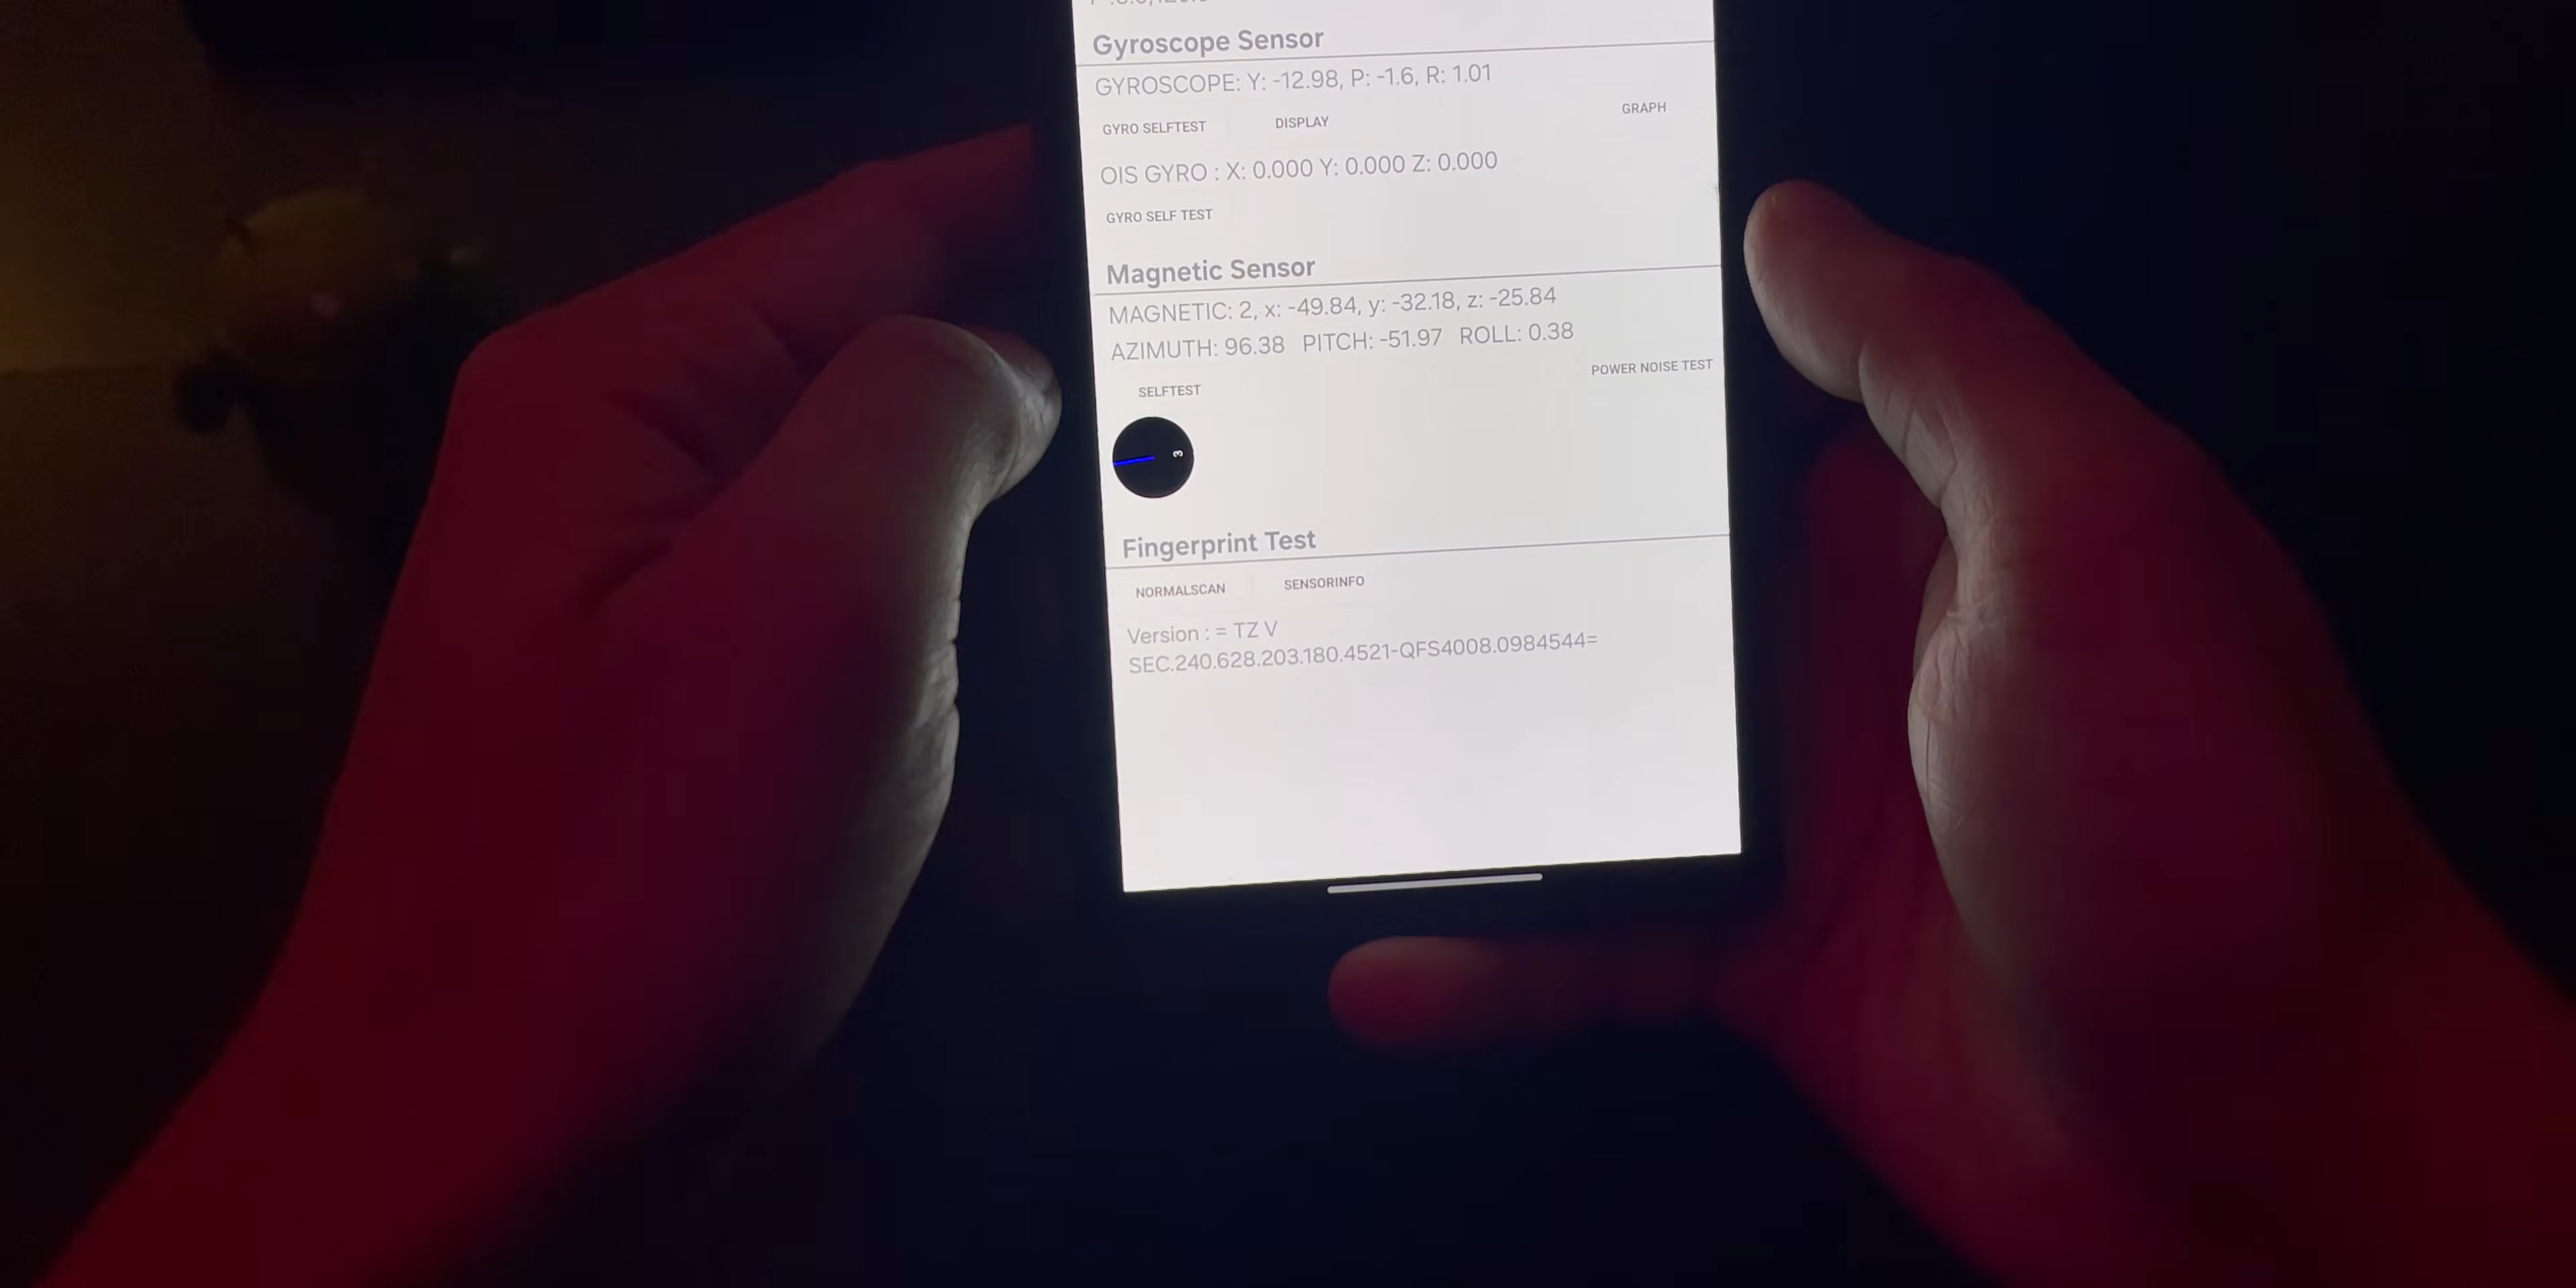 Gyroscope Sensor
GYROSCOPE: Y: -12.98, P: -1.6, R: 1.01
GRAPH
GYRO SELFTEST DISPLAY
OIS GYRO : X: 0.000 Y: 0.000 Z: 0.000
GYRO SELF TEST
Magnetic Sensor
MAGNETIC: 2, x: -49.84, y: -32.18, z: -25.84
AZIMUTH: 96.38 PITCH: -51.97 ROLL: 0.38
POWER NOISE TEST
SELFTEST
3
Fingerprint Test
NORMALSCAN SENSORINFO
Version : = TZ V
SEC.240.628.203.180.4521-QFS4008.0984544=